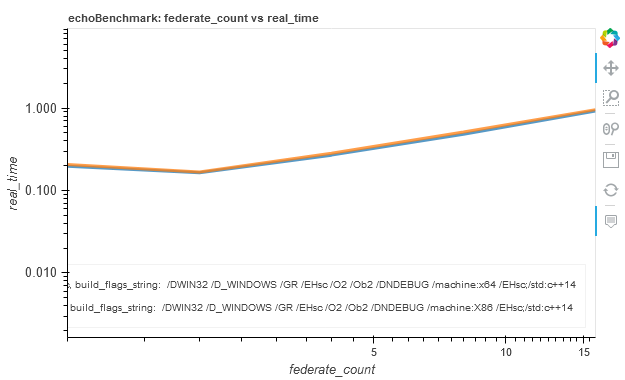 echoBenchmark: federate_count vs real_time
1.000
0.100
0.010
real_time
, build_flags_string: /DWIN32 /D_WINDOWS /GR /EHsc /O2 /Ob2 /DNDEBUG /machine:x64 /EHsc;/std:c++14
build_flags_string: /DWIN32 /D_WINDOWS /GR /EHsc /O2 /Ob2 /DNDEBUG /machine:X86 /EHsc;/std:c++14
5
10
15
federate_count